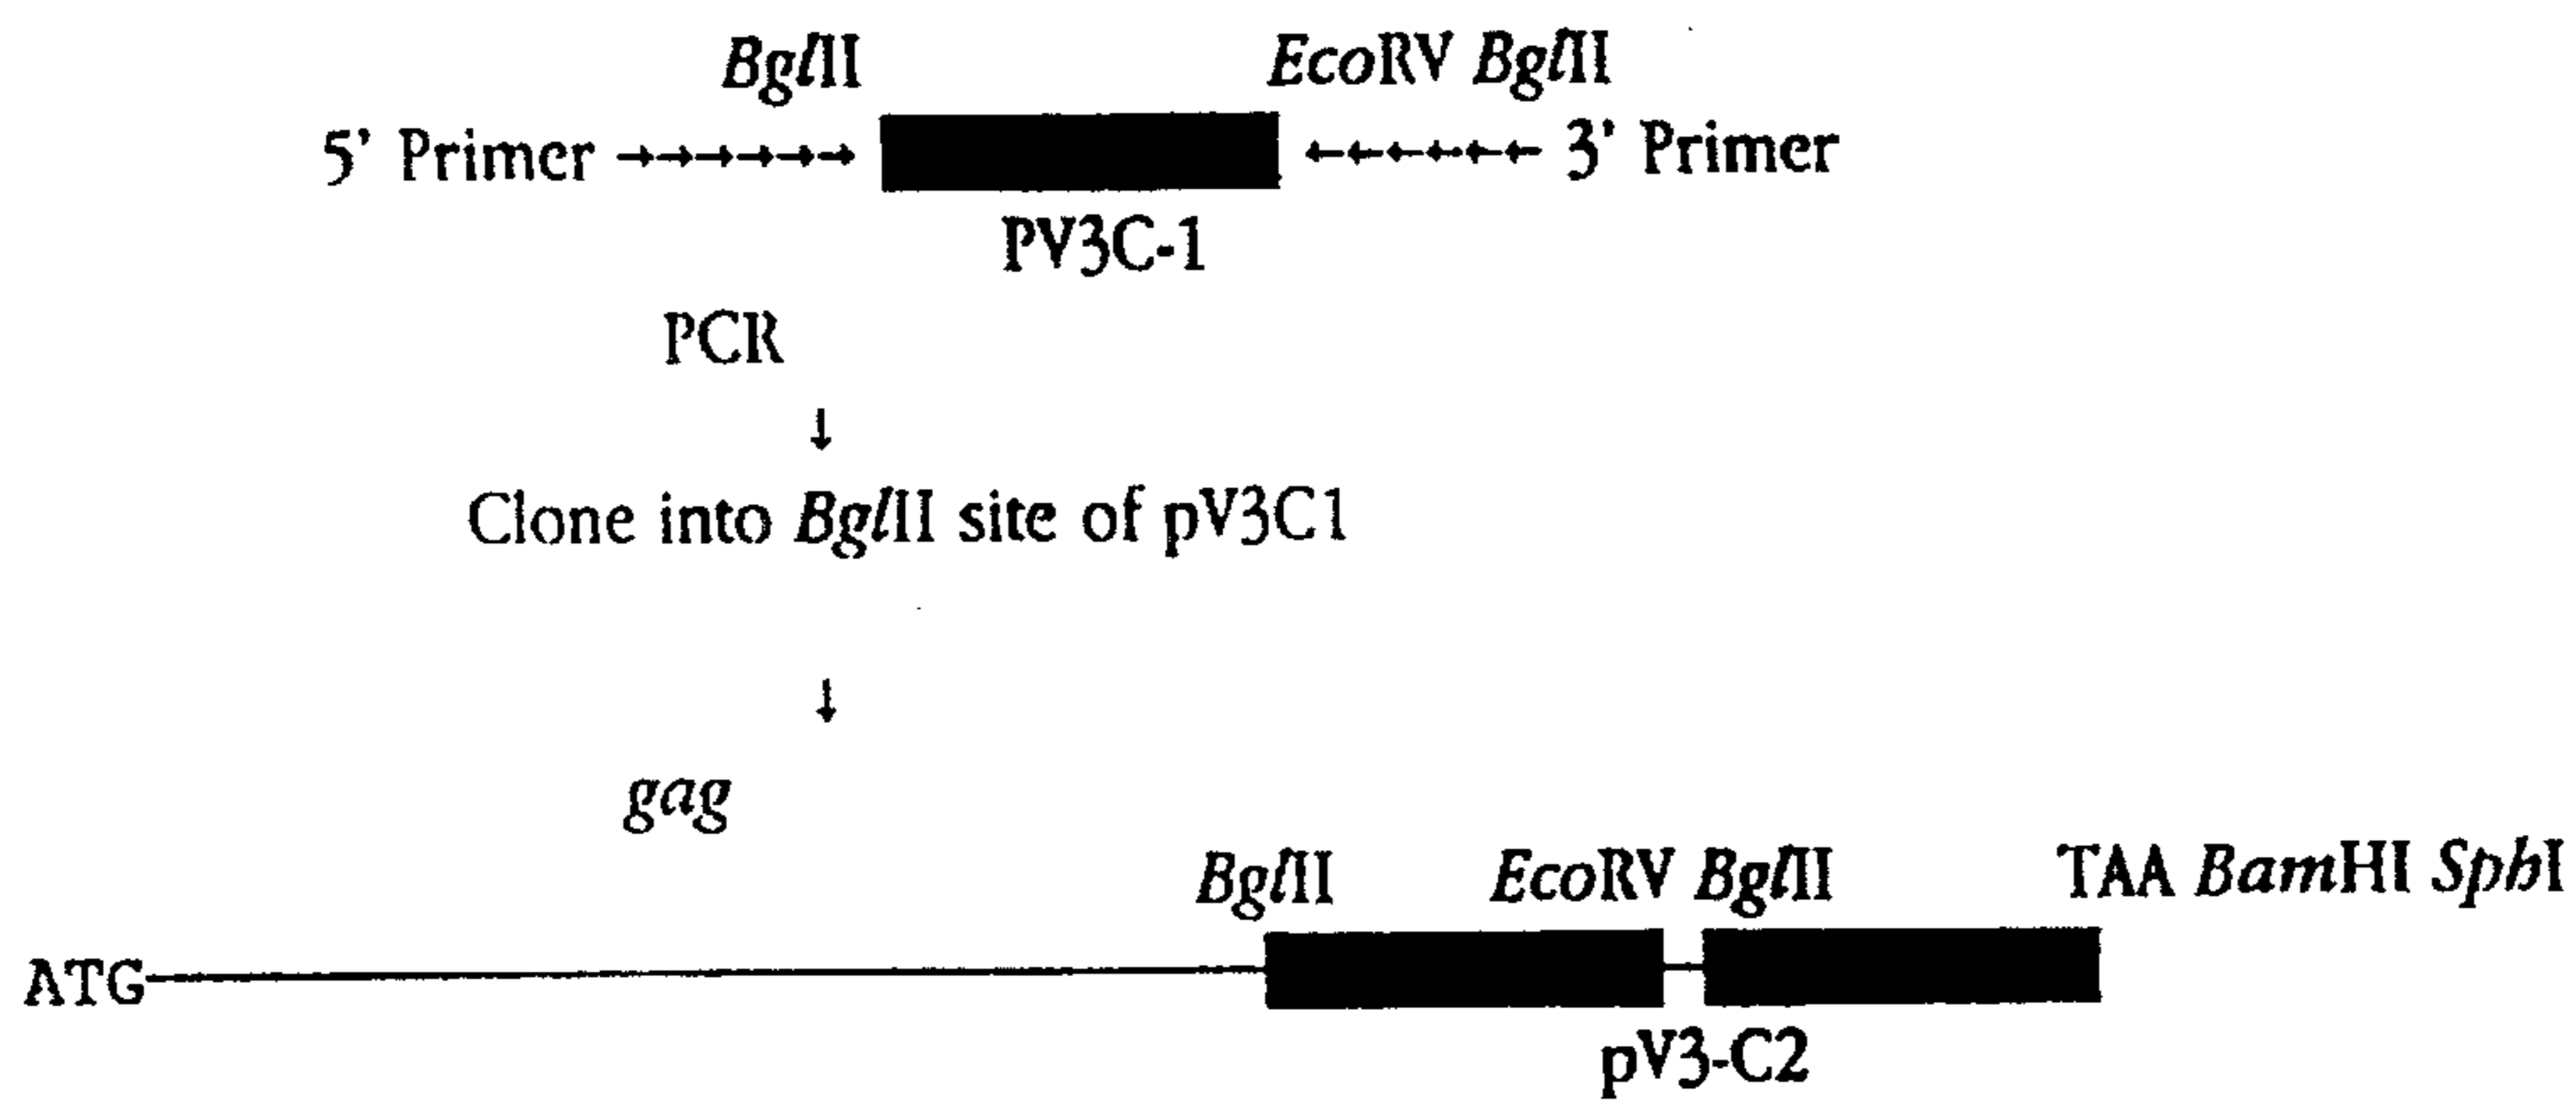 BglII EcoRV BglII
5' Primer 3' Primer
PV3C-1
PCR
Clone into BglII site of pV3C1
gag
BglII EcoRV BglII TAA BamHI SphI
ATG
pV3-C2